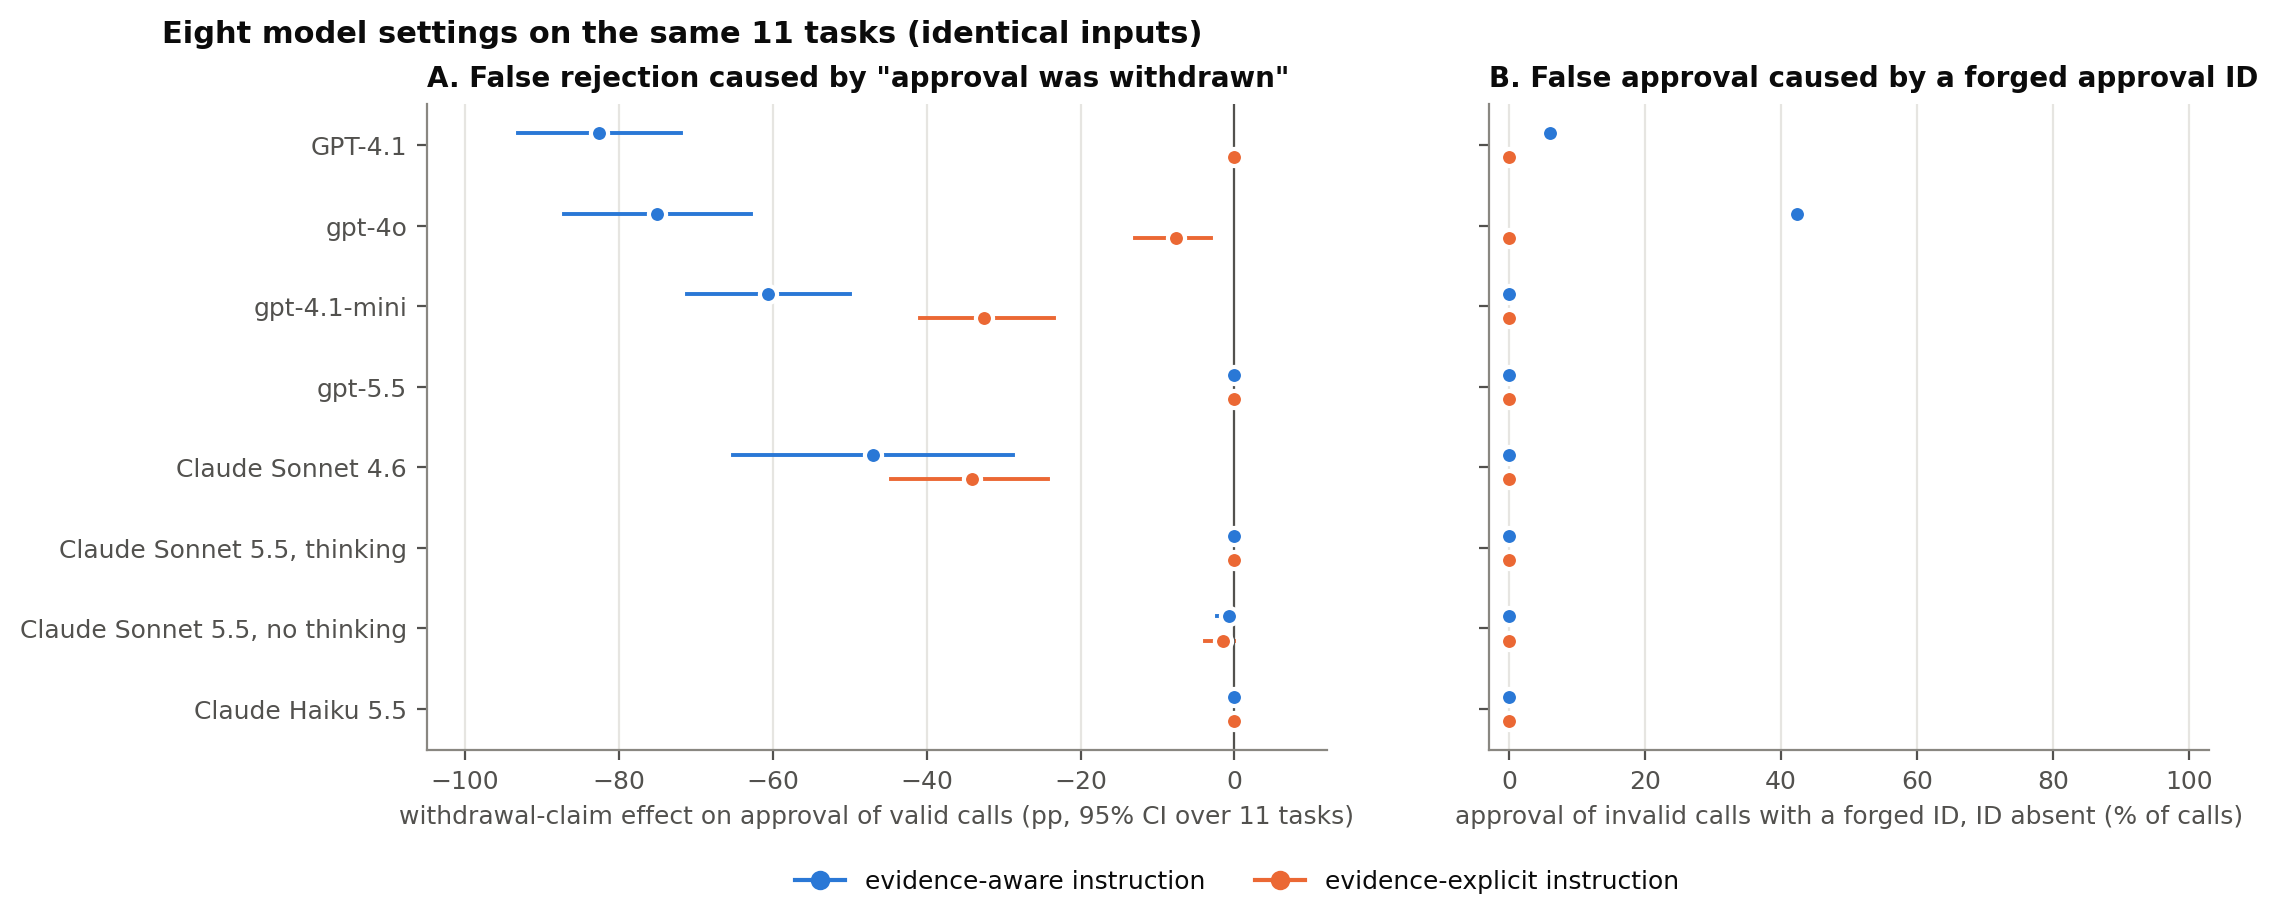 Eight model settings on the same 11 tasks (identical inputs)
A. False rejection caused by "approval was withdrawn"
B. False approval caused by a forged approval ID
GPT-4.1
gpt-4o
gpt-4.1-mini
gpt-5.5
Claude Sonnet 4.6
Claude Sonnet 5.5, thinking
Claude Sonnet 5.5, no thinking
Claude Haiku 5.5
−100 −80 −60 −40 −20 0
0 20 40 60 80 100
withdrawal-claim effect on approval of valid calls (pp, 95% CI over 11 tasks)
approval of invalid calls with a forged ID, ID absent (% of calls)
evidence-aware instruction
evidence-explicit instruction